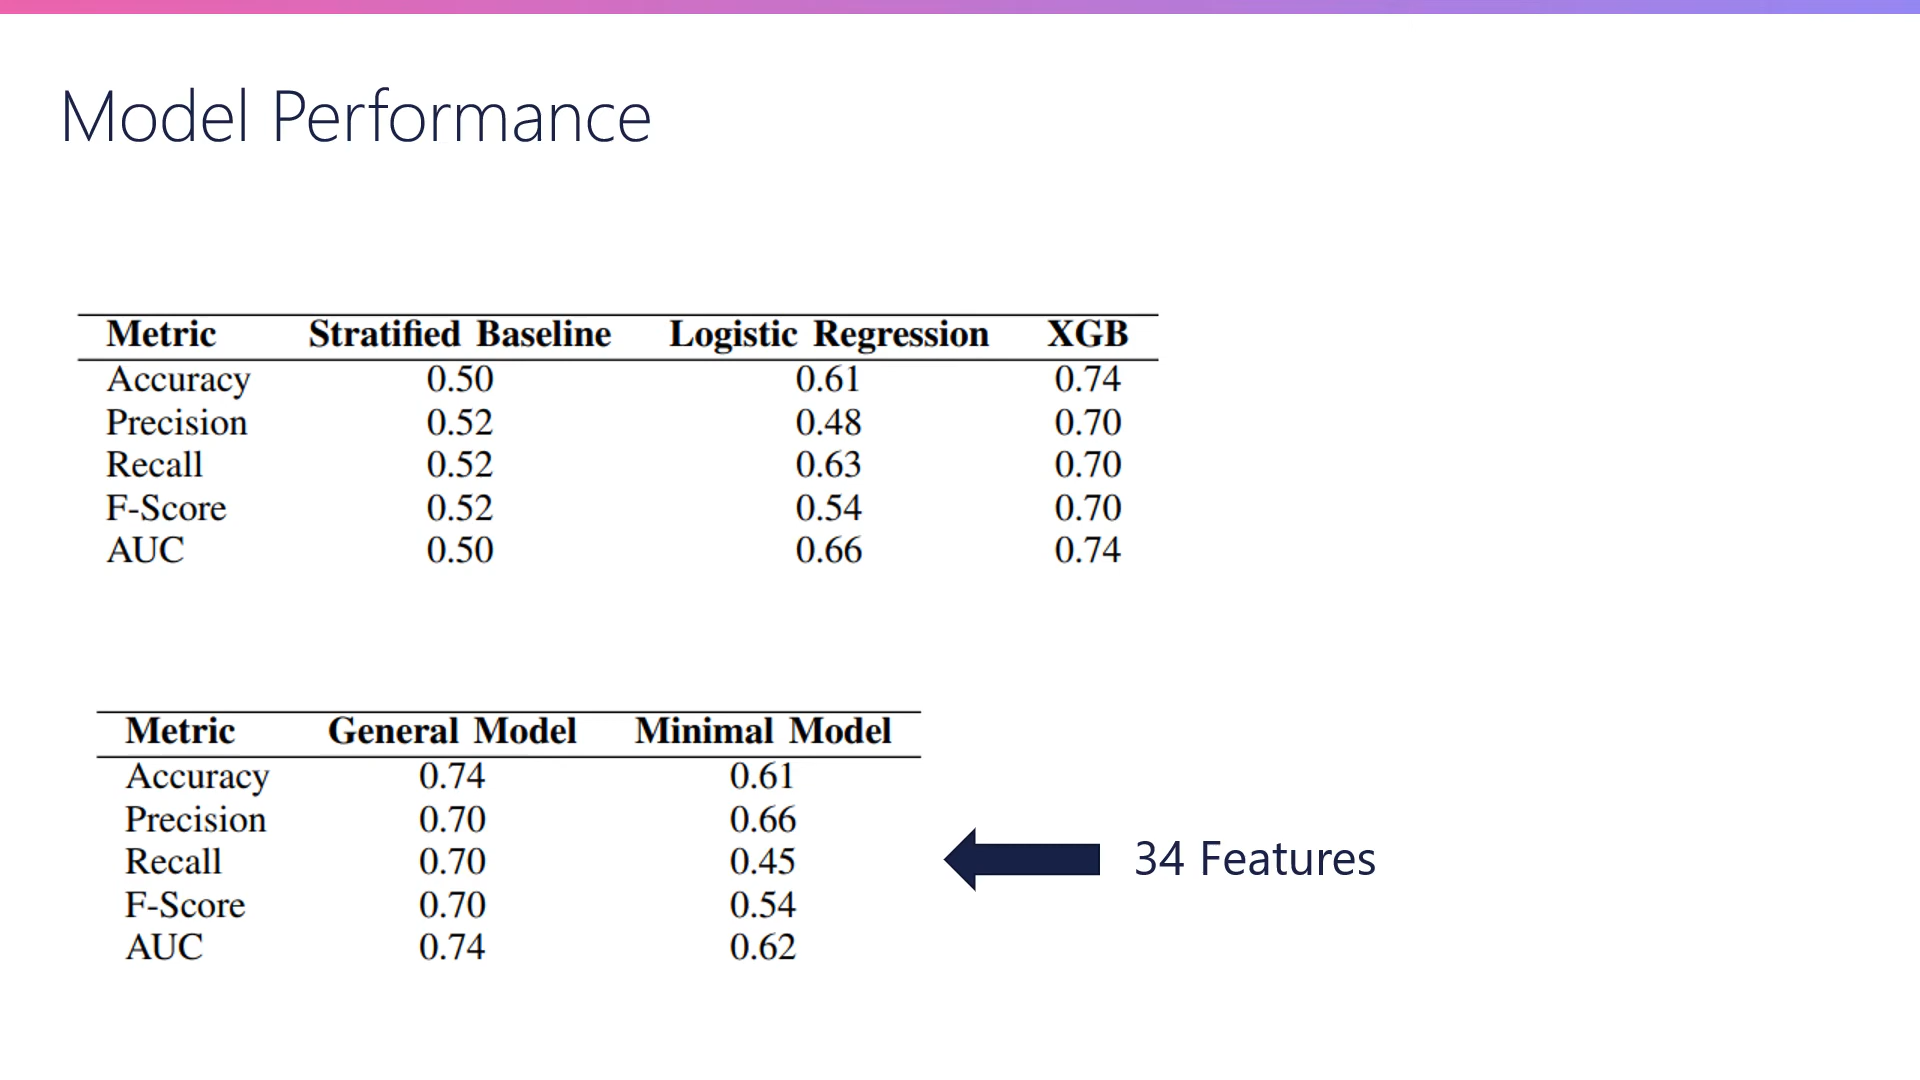 Model Performance
Metric Stratified Baseline Logistic Regression XGB
Accuracy 0.50 0.61 0.74
Precision 0.52 0.48 0.70
Recall 0.52 0.63 0.70
F-Score 0.52 0.54 0.70
AUC 0.50 0.66 0.74
Metric General Model Minimal Model
Accuracy 0.74 0.61
Precision 0.70 0.66
Recall 0.70 0.45
F-Score 0.70 0.54
AUC 0.74 0.62
34 Features